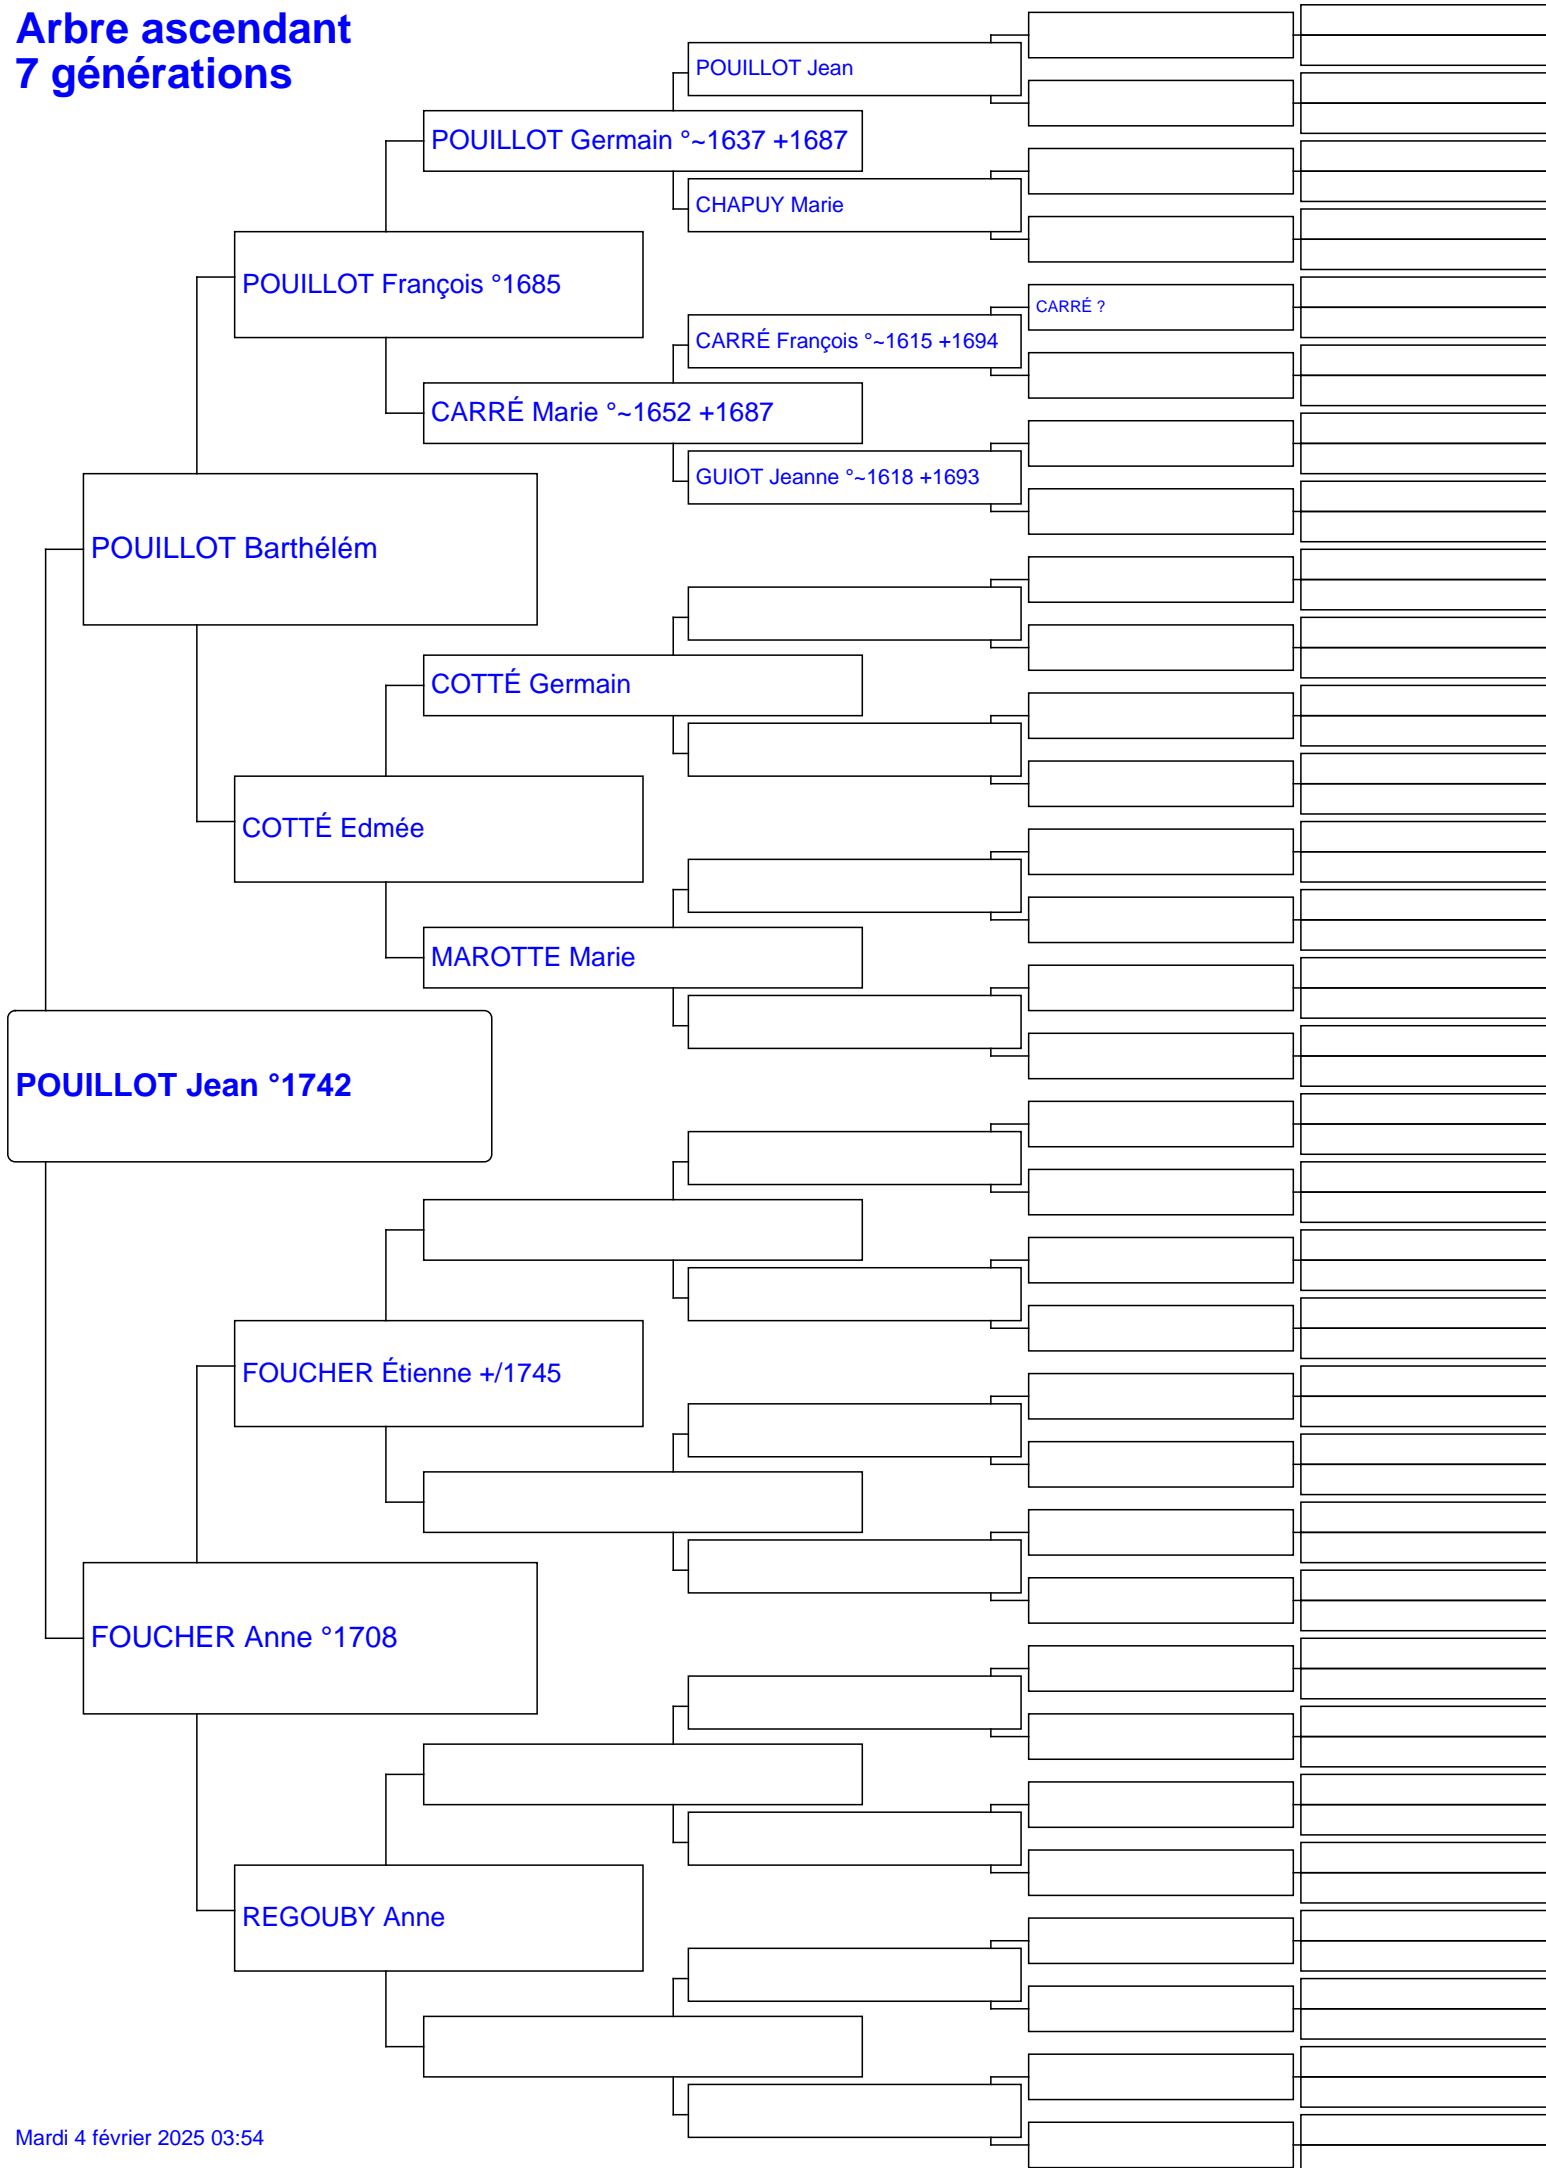 Arbre ascendant
7 générations
POUILLOT Jean
POUILLOT Germain °~1637 +1687
CHAPUY Marie
POUILLOT François °1685
CARRÉ ?
CARRÉ François °~1615 +1694
CARRÉ Marie °~1652 +1687
GUIOT Jeanne °~1618 +1693
POUILLOT Barthélém
COTTÉ Germain
COTTÉ Edmée
MAROTTE Marie
POUILLOT Jean °1742
FOUCHER Étienne +/1745
FOUCHER Anne °1708
REGOUBY Anne
Mardi 4 février 2025 03:54